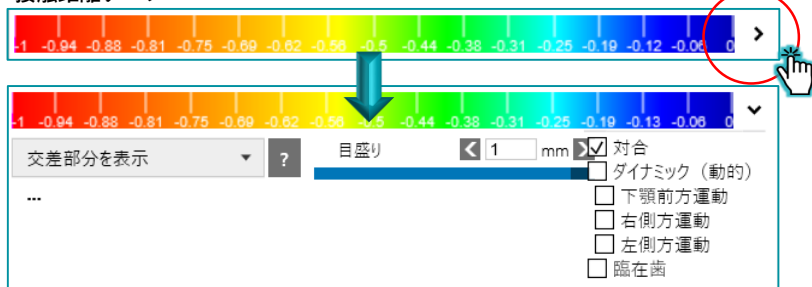 -1 -0.94 -0.88 -0.81 -0.75 -0.69 -0.62 -0.56 -0.5 -0.44 -0.38 -0.31 -0.25 -0.19 -0.12 -0.06 0
-1 -0.94 -0.88 -0.81 -0.75 -0.69 -0.62 -0.56 -0.5 -0.44 -0.38 -0.31 -0.25 -0.19 -0.13 -0.06 0
交差部分を表示 ? 目盛り 1 mm 対合
ダイナミック（動的）
... 下顎前方運動
右側方運動
左側方運動
臨在歯